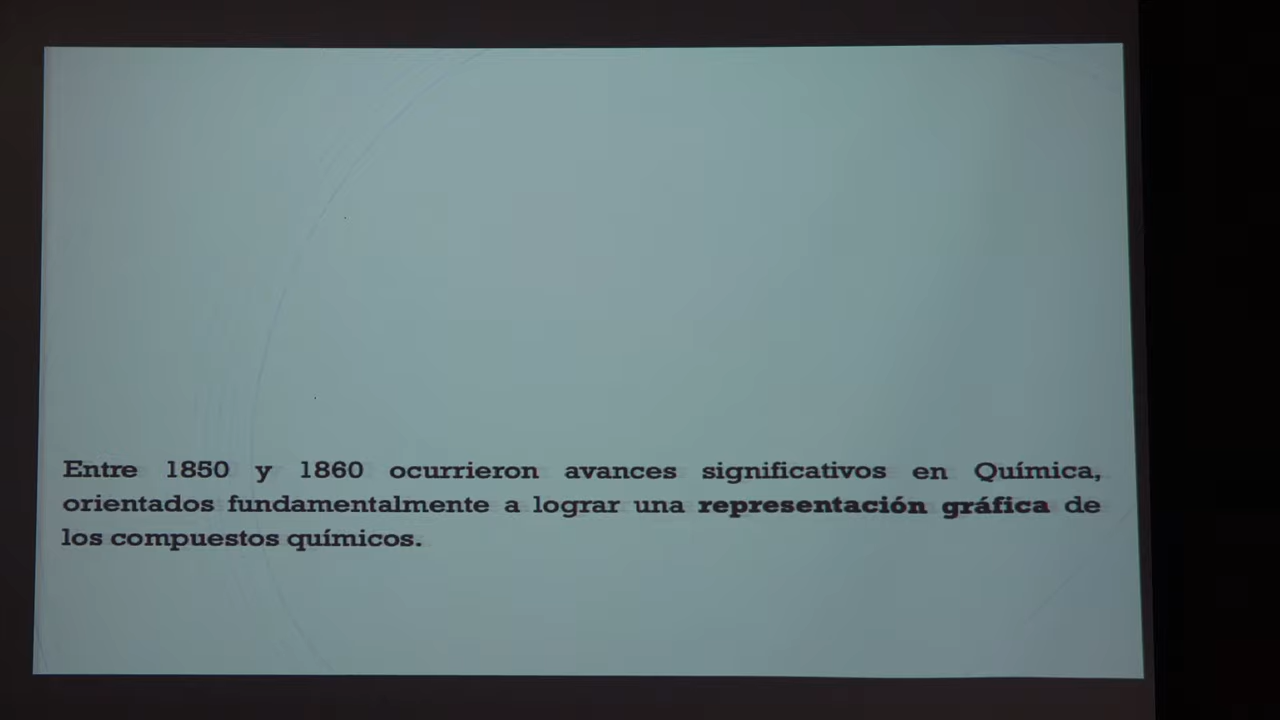 Entre 1850 y 1860 ocurrieron avances significativos en Química,
orientados fundamentalmente a lograr una representación gráfica de
los compuestos químicos.